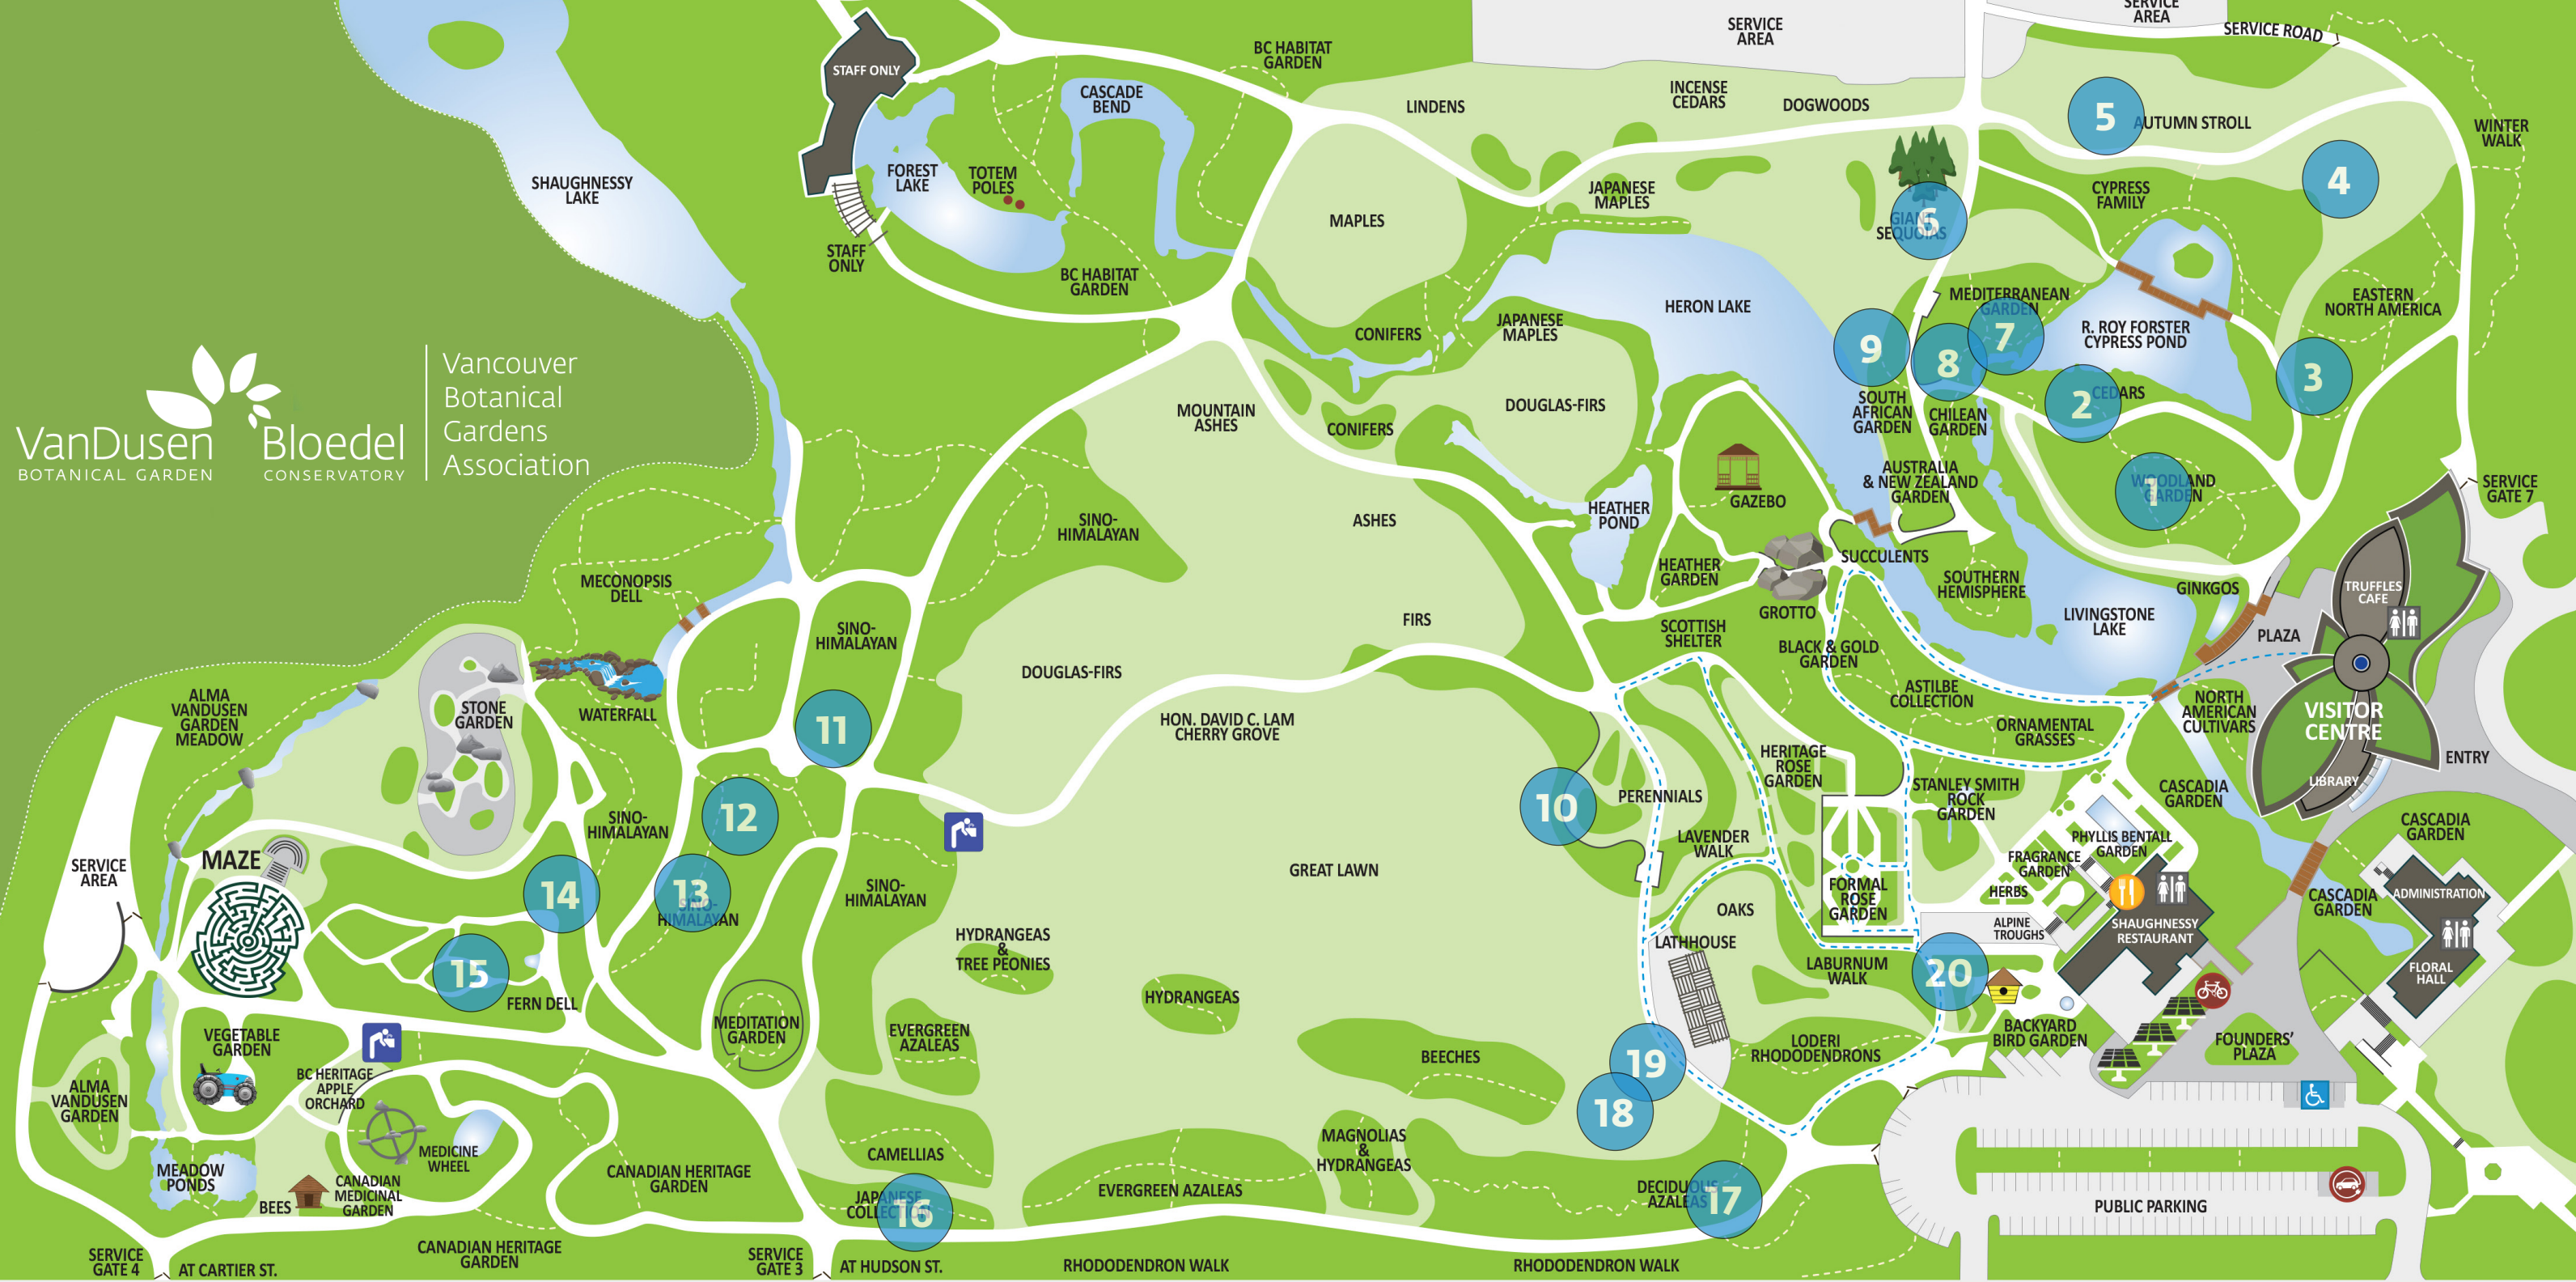 SERVICE
AREA
SERVICE
AREA
SERVICE ROAD
BC HABITAT
GARDEN
STAFF ONLY
CASCADE
BEND
LINDENS
INCENSE
CEDARS
DOGWOODS
5
AUTUMN STROLL
WINTER
WALK
SHAUGHNESSY
LAKE
FOREST
LAKE
TOTEM
POLES
MAPLES
JAPANESE
MAPLES
GIANT
SEQUOIAS
6
CYPRESS
FAMILY
4
STAFF
ONLY
BC HABITAT
GARDEN
CONIFERS
JAPANESE
MAPLES
HERON LAKE
MEDITERRANEAN
GARDEN
7
R. ROY FORSTER
CYPRESS POND
EASTERN
NORTH AMERICA
9
8
3
VanDusen
BOTANICAL GARDEN
Bloedel
CONSERVATORY
Vancouver
Botanical
Gardens
Association
MOUNTAIN
ASHES
CONIFERS
DOUGLAS-FIRS
SOUTH
AFRICAN
GARDEN
CHILEAN
GARDEN
2
CEDARS
AUSTRALIA
& NEW ZEALAND
GARDEN
WOODLAND
GARDEN
1
SERVICE
GATE 7
SINO-
HIMALAYAN
ASHES
HEATHER
POND
GAZEBO
MECONOPSIS
DELL
SINO-
HIMALAYAN
FIRS
HEATHER
GARDEN
GROTTO
SUCCULENTS
SOUTHERN
HEMISPHERE
LIVINGSTONE
LAKE
GINKGOS
PLAZA
TRUFFLES
CAFE
SCOTTISH
SHELTER
BLACK & GOLD
GARDEN
DOUGLAS-FIRS
ALMA
VANDUSEN
GARDEN
MEADOW
STONE
GARDEN
WATERFALL
11
HON. DAVID C. LAM
CHERRY GROVE
ASTILBE
COLLECTION
ORNAMENTAL
GRASSES
NORTH
AMERICAN
CULTIVARS
VISITOR
CENTRE
LIBRARY
ENTRY
12
SINO-
HIMALAYAN
10
PERENNIALS
HERITAGE
ROSE
GARDEN
STANLEY SMITH
ROCK
GARDEN
CASCADIA
GARDEN
CASCADIA
GARDEN
SERVICE
AREA
MAZE
14
13
SINO-
HIMALAYAN
SINO-
HIMALAYAN
GREAT LAWN
LAVENDER
WALK
OAKS
FORMAL
ROSE
GARDEN
PHYLLIS BENTALL
GARDEN
FRAGRANCE
GARDEN
HERBS
ALPINE
TROUGHS
SHAUGHNESSY
RESTAURANT
CASCADIA
GARDEN
ADMINISTRATION
FLORAL
HALL
HYDRANGEAS
&
TREE PEONIES
LATHHOUSE
LABURNUM
WALK
20
15
FERN DELL
HYDRANGEAS
MEDITATION
GARDEN
EVERGREEN
AZALEAS
BEECHES
19
18
LODERI
RHODODENDRONS
BACKYARD
BIRD GARDEN
FOUNDERS'
PLAZA
VEGETABLE
GARDEN
BC HERITAGE
APPLE
ORCHARD
ALMA
VANDUSEN
GARDEN
MEDICINE
WHEEL
MEADOW
PONDS
BEES
CANADIAN
MEDICINAL
GARDEN
CANADIAN HERITAGE
GARDEN
CAMELLIAS
JAPANESE
COLLECTION
16
EVERGREEN AZALEAS
MAGNOLIAS
&
HYDRANGEAS
DECIDUOUS
AZALEAS
17
PUBLIC PARKING
SERVICE
GATE 4
AT CARTIER ST.
CANADIAN HERITAGE
GARDEN
SERVICE
GATE 3
AT HUDSON ST.
RHODODENDRON WALK
RHODODENDRON WALK